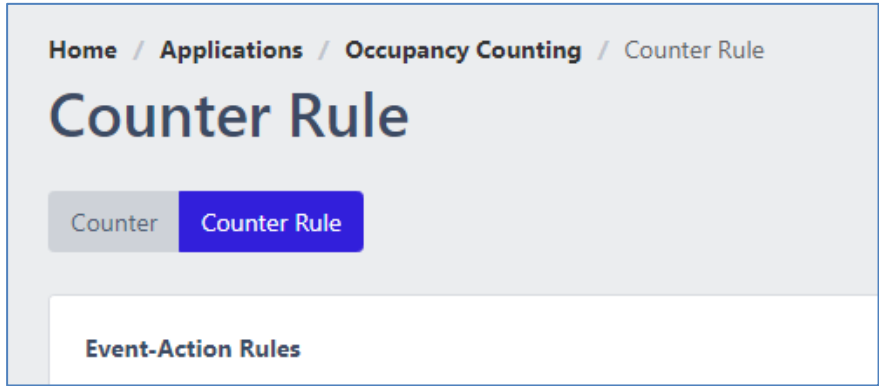 Home / Applications / Occupancy Counting / Counter Rule
Counter Rule
Counter Counter Rule
Event-Action Rules